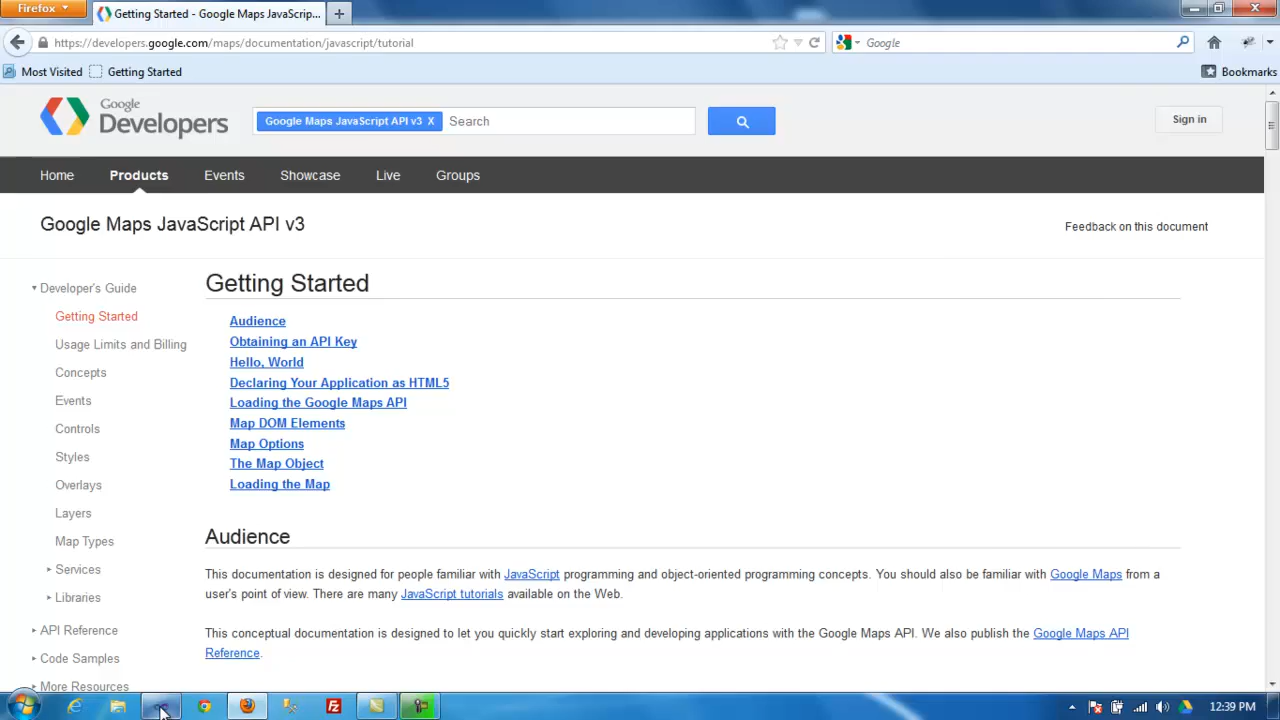 Firefox
Getting Started - Google Maps JavaScrip...
https://developers.google.com/maps/documentation/javascript/tutorial
Google
Most Visited
Getting Started
Bookmarks
Google
Developers
Google Maps JavaScript API v3 X
Search
Sign in
Home
Products
Events
Showcase
Live
Groups
Google Maps JavaScript API v3
Feedback on this document
Developer's Guide
Getting Started
Usage Limits and Billing
Concepts
Events
Controls
Styles
Overlays
Layers
Map Types
Services
Libraries
API Reference
Code Samples
More Resources
Getting Started
Audience
Obtaining an API Key
Hello, World
Declaring Your Application as HTML5
Loading the Google Maps API
Map DOM Elements
Map Options
The Map Object
Loading the Map
Audience
This documentation is designed for people familiar with JavaScript programming and object-oriented programming concepts. You should also be familiar with Google Maps from a
user's point of view. There are many JavaScript tutorials available on the Web.
This conceptual documentation is designed to let you quickly start exploring and developing applications with the Google Maps API. We also publish the Google Maps API
Reference.
FZ
12:39 PM